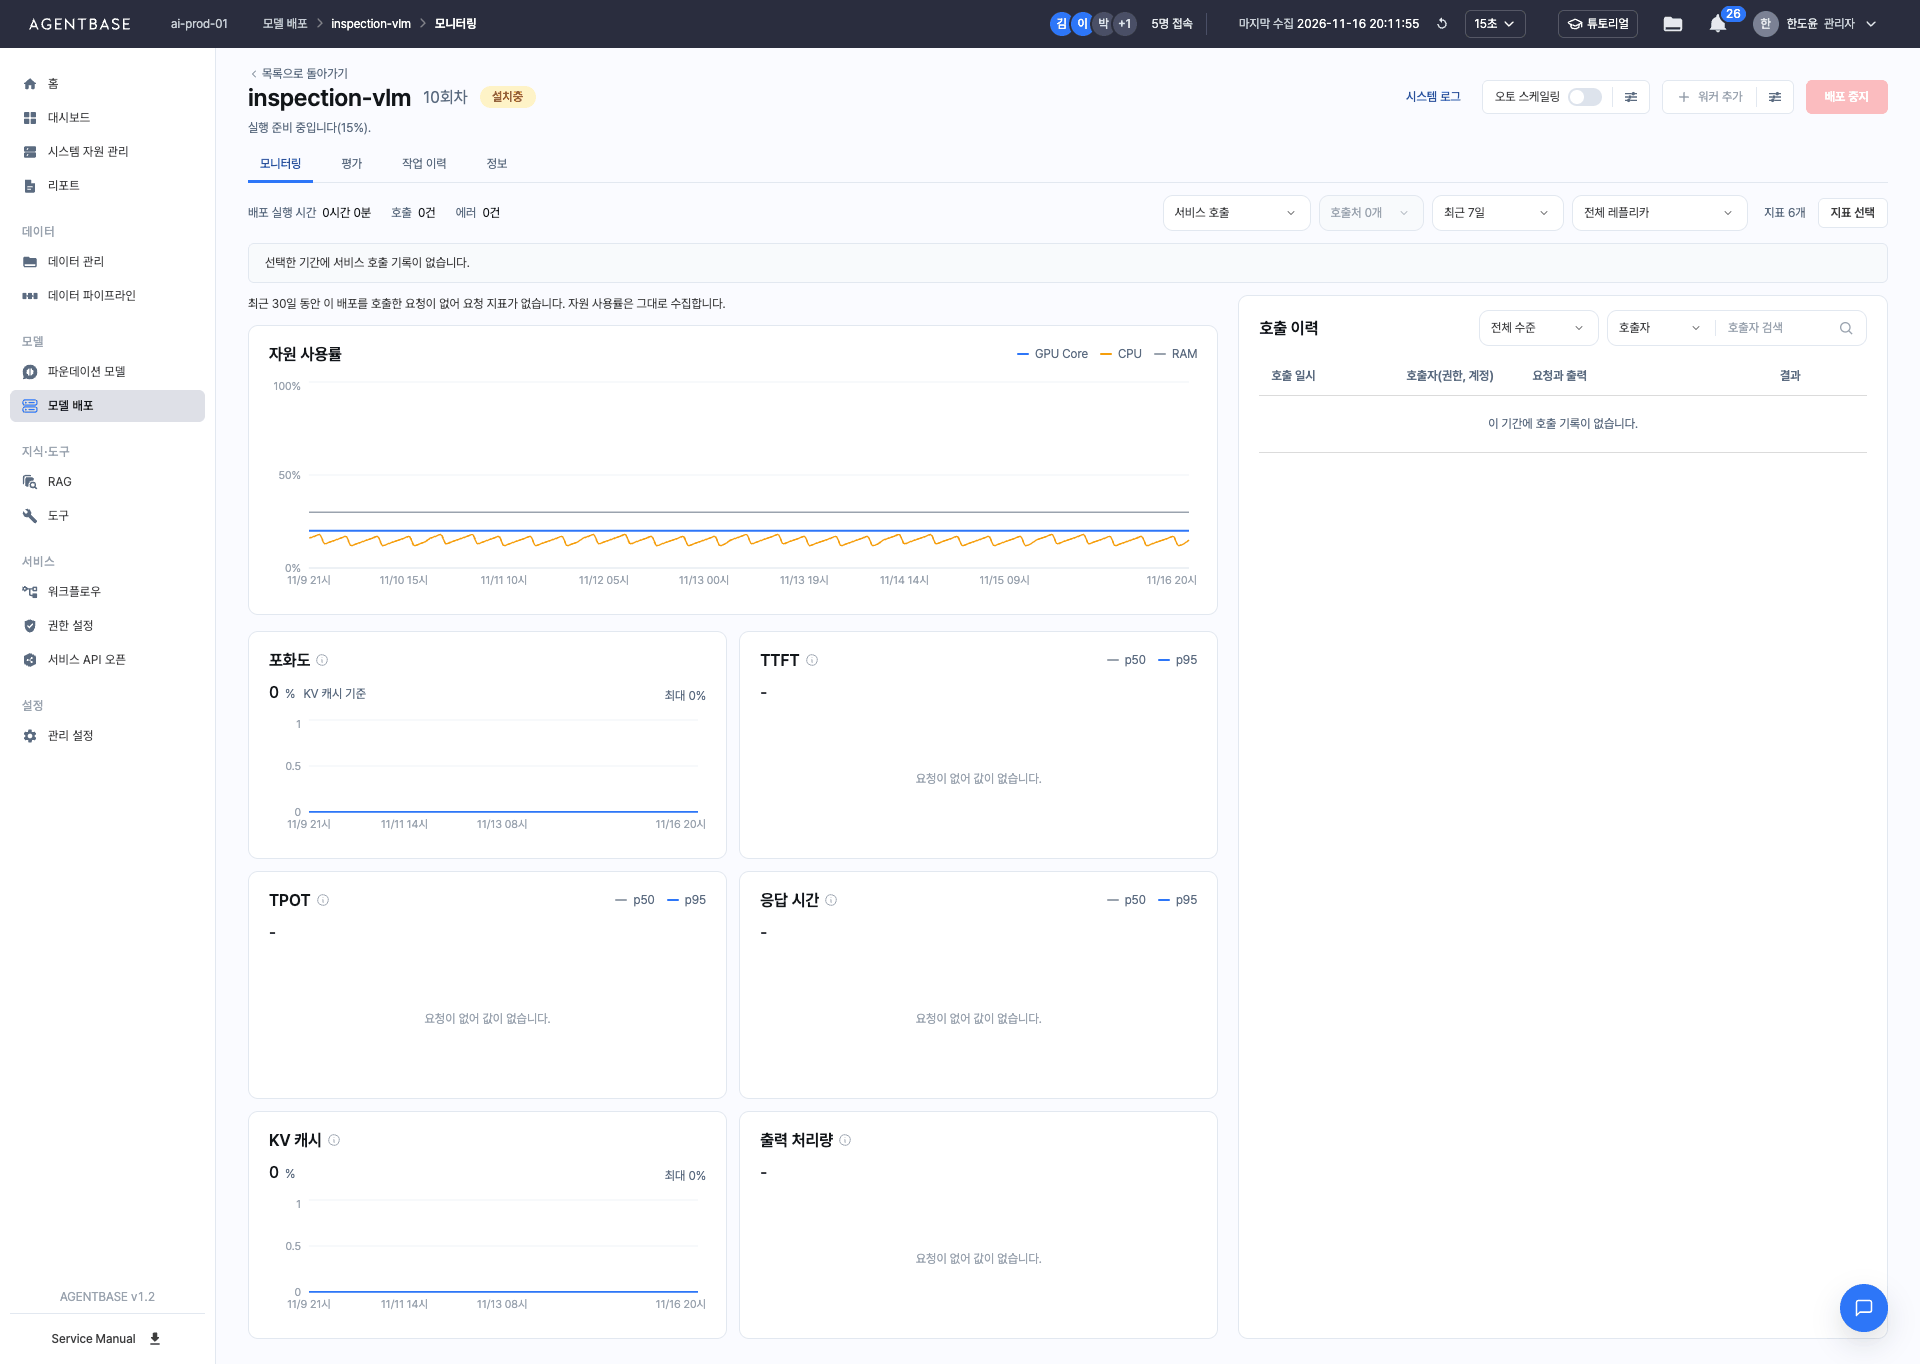 AGENTBASE
ai-prod-01
모델 배포 > inspection-vlm > 모니터링
김 이 박 +1
5명 접속
마지막 수집 2026-11-16 20:11:55
15초
튜토리얼
26
한
한도윤 관리자
홈
대시보드
시스템 자원 관리
리포트
데이터
데이터 관리
데이터 파이프라인
모델
파운데이션 모델
모델 배포
지식·도구
RAG
도구
서비스
워크플로우
권한 설정
서비스 API 오픈
설정
관리 설정
AGENTBASE v1.2
Service Manual
목록으로 돌아가기
inspection-vlm 10회차 설치중
실행 준비 중입니다(15%).
시스템 로그
오토 스케일링
워커 추가
배포 중지
모니터링 평가 작업 이력 정보
배포 실행 시간 0시간 0분 호출 0건 에러 0건
서비스 호출
호출처 0개
최근 7일
전체 레플리카
지표 6개
지표 선택
선택한 기간에 서비스 호출 기록이 없습니다.
최근 30일 동안 이 배포를 호출한 요청이 없어 요청 지표가 없습니다. 자원 사용률은 그대로 수집합니다.
자원 사용률
GPU Core CPU RAM
100%
50%
0%
11/9 21시 11/10 15시 11/11 10시 11/12 05시 11/13 00시 11/13 19시 11/14 14시 11/15 09시 11/16 20시
포화도
0 % KV 캐시 기준
최대 0%
1
0.5
0
11/9 21시 11/11 14시 11/13 08시 11/16 20시
TTFT
p50 p95
-
요청이 없어 값이 없습니다.
TPOT
p50 p95
-
요청이 없어 값이 없습니다.
응답 시간
p50 p95
-
요청이 없어 값이 없습니다.
KV 캐시
0 %
최대 0%
1
0.5
0
11/9 21시 11/11 14시 11/13 08시 11/16 20시
출력 처리량
-
요청이 없어 값이 없습니다.
호출 이력
전체 수준
호출자
호출자 검색
호출 일시 호출자(권한, 계정) 요청과 출력 결과
이 기간에 호출 기록이 없습니다.